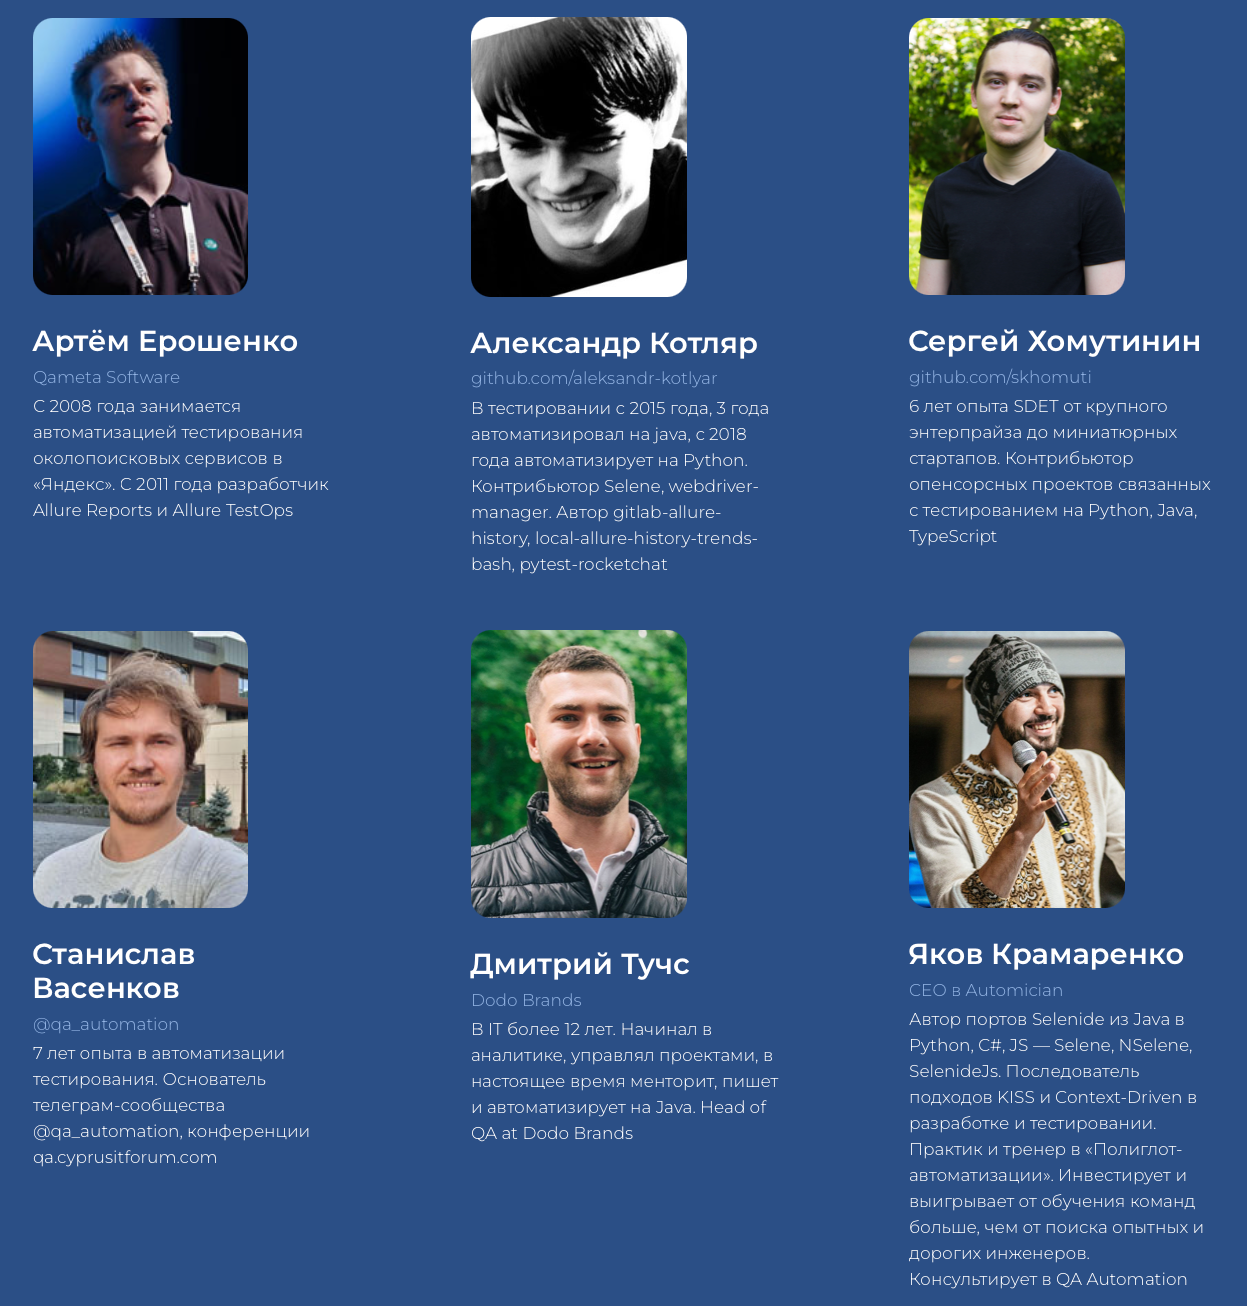 Артём Ерошенко
Qameta Software
С 2008 года занимается
автоматизацией тестирования
околопоисковых сервисов в
«Яндекс». С 2011 года разработчик
Allure Reports и Allure TestOps
Александр Котляр
github.com/aleksandr-kotlyar
В тестировании с 2015 года, 3 года
автоматизировал на java, с 2018
года автоматизирует на Python.
Контрибьютор Selene, webdriver-
manager. Автор gitlab-allure-
history, local-allure-history-trends-
bash, pytest-rocketchat
Сергей Хомутинин
github.com/skhomuti
6 лет опыта SDET от крупного
энтерпрайза до миниатюрных
стартапов. Контрибьютор
опенсорсных проектов связанных
с тестированием на Python, Java,
TypeScript
Станислав
Васенков
@qa_automation
7 лет опыта в автоматизации
тестирования. Основатель
телеграм-сообщества
@qa_automation, конференции
qa.cyprusitforum.com
Дмитрий Тучс
Dodo Brands
В IT более 12 лет. Начинал в
аналитике, управлял проектами, в
настоящее время менторит, пишет
и автоматизирует на Java. Head of
QA at Dodo Brands
Яков Крамаренко
CEO в Automician
Автор портов Selenide из Java в
Python, C#, JS — Selene, NSelene,
SelenideJs. Последователь
подходов KISS и Context-Driven в
разработке и тестировании.
Практик и тренер в «Полиглот-
автоматизации». Инвестирует и
выигрывает от обучения команд
больше, чем от поиска опытных и
дорогих инженеров.
Консультирует в QA Automation